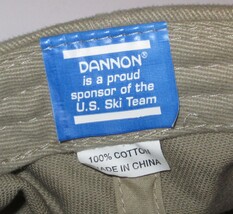 DANNON®
is a proud
sponsor of the
U.S. Ski Team
100% COTTON
MADE IN CHINA